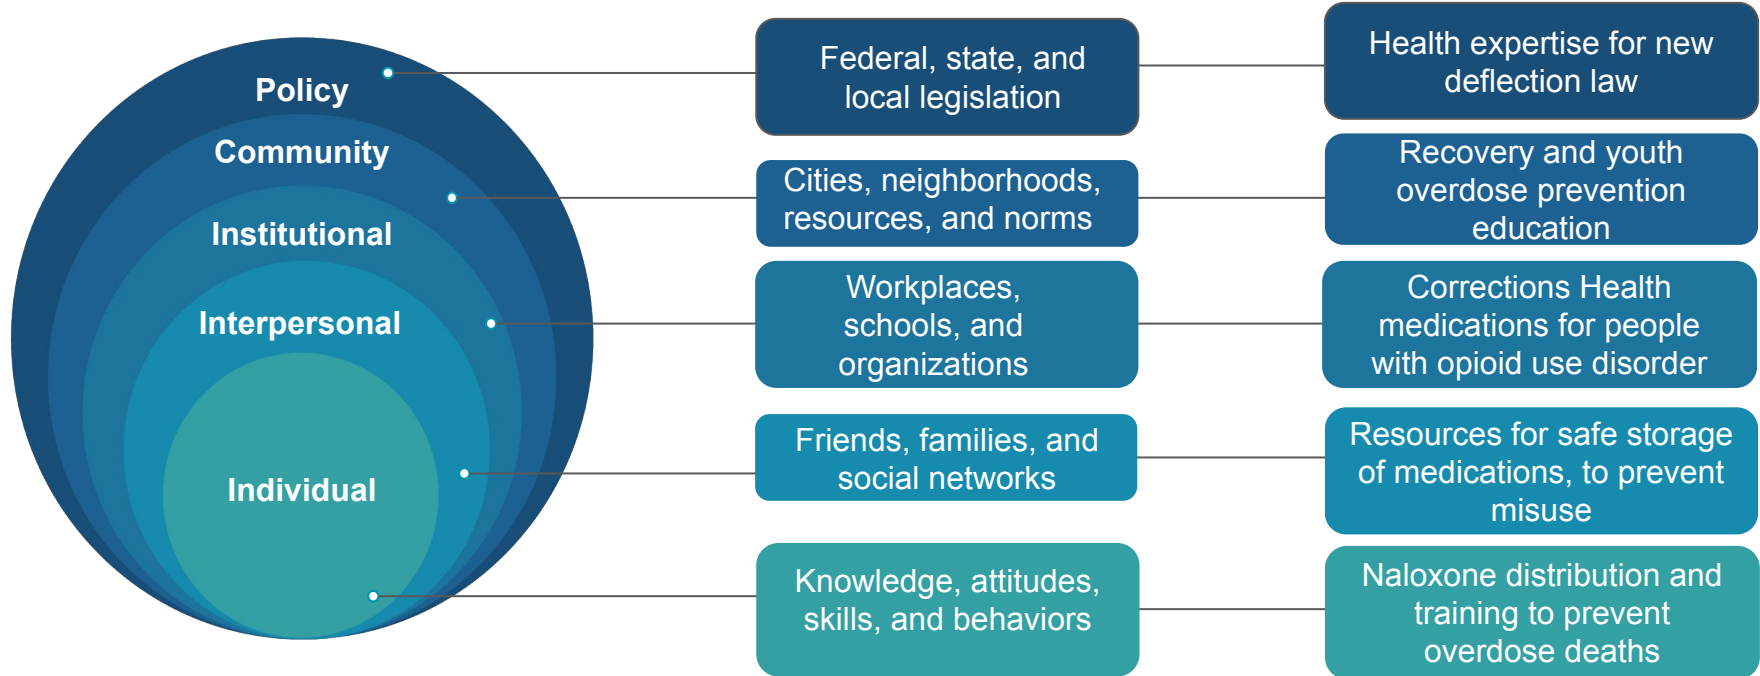 Policy
Community
Institutional
Interpersonal
Individual
Federal, state, and
local legislation
Health expertise for new
deflection law
Cities, neighborhoods,
resources, and norms
Recovery and youth
overdose prevention
education
Workplaces,
schools, and
organizations
Corrections Health
medications for people
with opioid use disorder
Friends, families, and
social networks
Resources for safe storage
of medications, to prevent
misuse
Knowledge, attitudes,
skills, and behaviors
Naloxone distribution and
training to prevent
overdose deaths